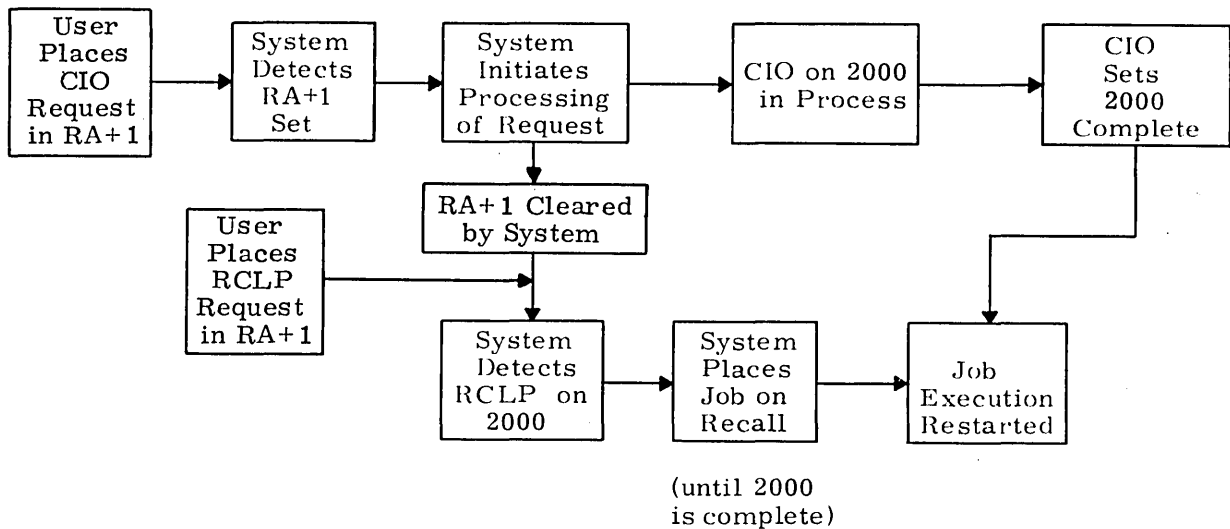 User
Places
CIO
Request
in RA+1
System
Detects
RA+1
Set
System
Initiates
Processing
of Request
CIO on 2000
in Process
CIO
Sets
2000
Complete
RA+1 Cleared
by System
User
Places
RCLP
Request
in RA+1
System
Detects
RCLP on
2000
System
Places
Job on
Recall
Job
Execution
Restarted
(until 2000
is complete)